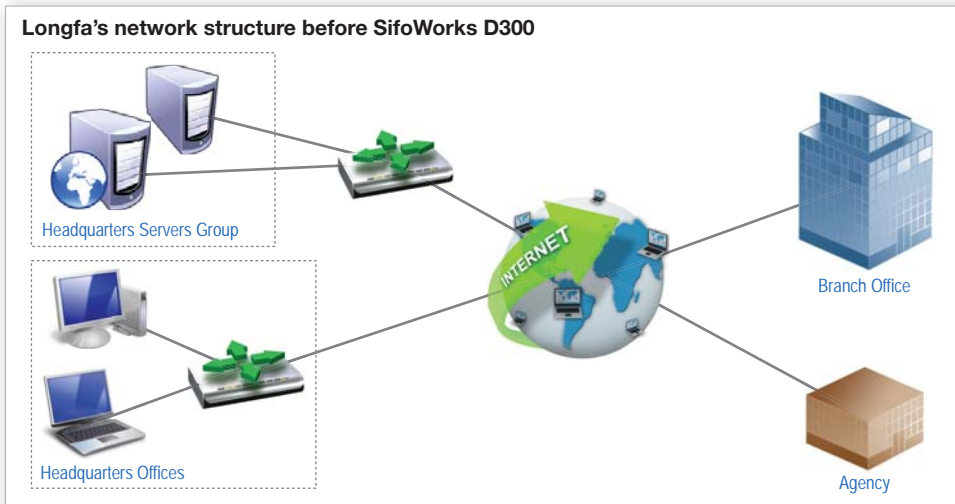 Longfa's network structure before SifoWorks D300
Headquarters Servers Group
INTERNET
Branch Office
Headquarters Offices
Agency